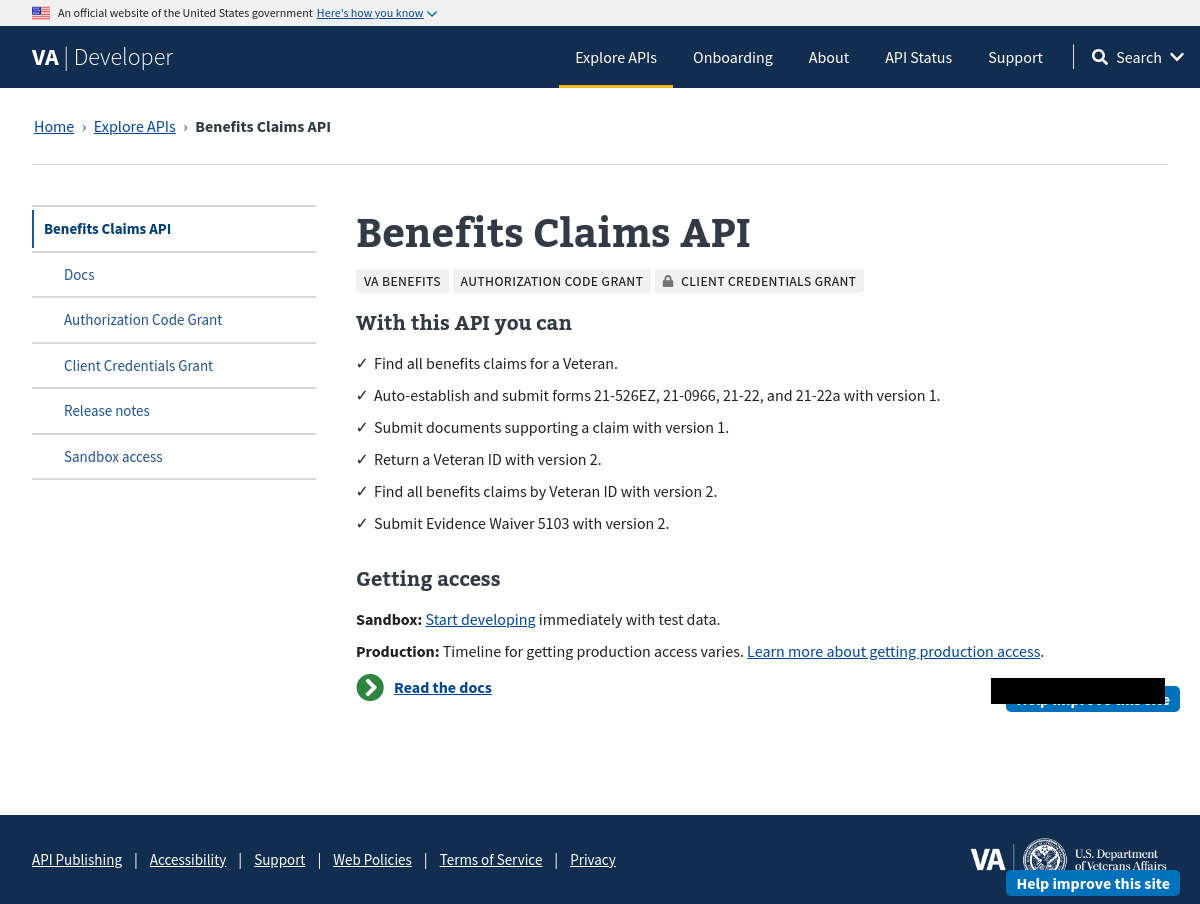 An official website of the United States government Here's how you know
VA | Developer
Explore APIs
Onboarding
About
API Status
Support
Search
Home › Explore APIs › Benefits Claims API
Benefits Claims API
Docs
Authorization Code Grant
Client Credentials Grant
Release notes
Sandbox access
Benefits Claims API
VA BENEFITS
AUTHORIZATION CODE GRANT
CLIENT CREDENTIALS GRANT
With this API you can
✓ Find all benefits claims for a Veteran.
✓ Auto-establish and submit forms 21-526EZ, 21-0966, 21-22, and 21-22a with version 1.
✓ Submit documents supporting a claim with version 1.
✓ Return a Veteran ID with version 2.
✓ Find all benefits claims by Veteran ID with version 2.
✓ Submit Evidence Waiver 5103 with version 2.
Getting access
Sandbox: Start developing immediately with test data.
Production: Timeline for getting production access varies. Learn more about getting production access.
Read the docs
API Publishing | Accessibility | Support | Web Policies | Terms of Service | Privacy
VA
U.S. Department
of Veterans Affairs
Help improve this site